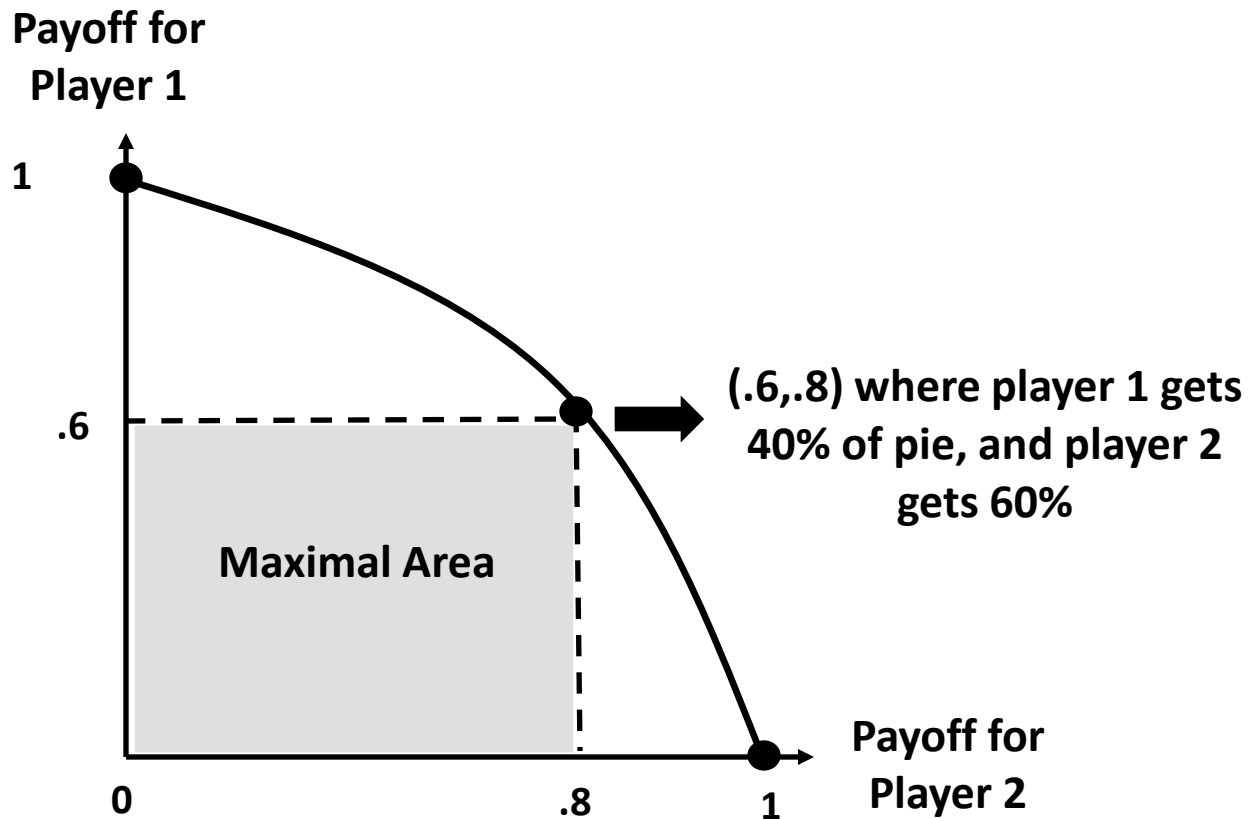 Payoff for
Player 1
1
.6
(.6,.8) where player 1 gets
40% of pie, and player 2
gets 60%
Maximal Area
Payoff for
Player 2
0
.8
1